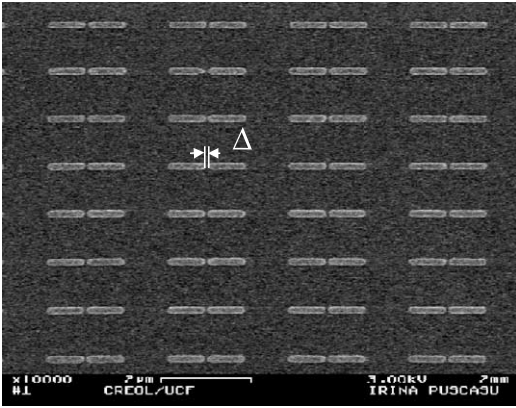 Δ
x10000 2μm 3.00kV 7mm
#1 CREOL/UCF IRINA PUSCASU